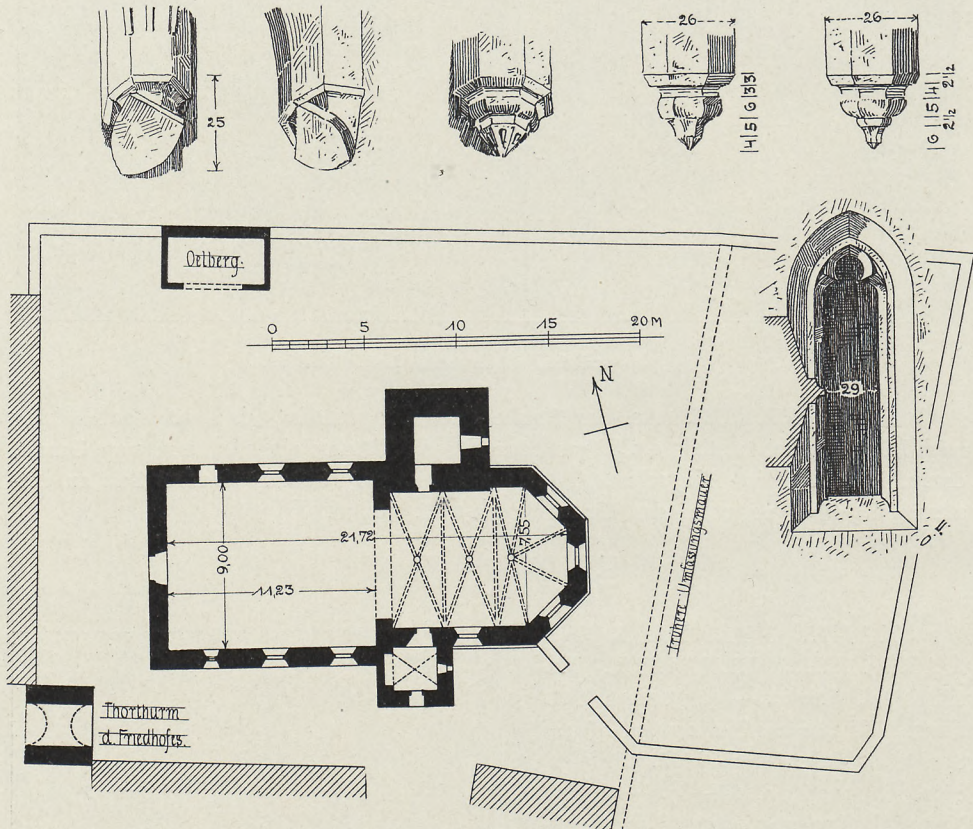 26
26
25
4 5 6 3 3
6 1 5 4 2½ 2½
Oelberg.
0 5 10 15 20 M
N
29
21,72
7,55
9,00
11,23
frühere Umfassungsmauer
Thorthurm
d. Friedhofes.